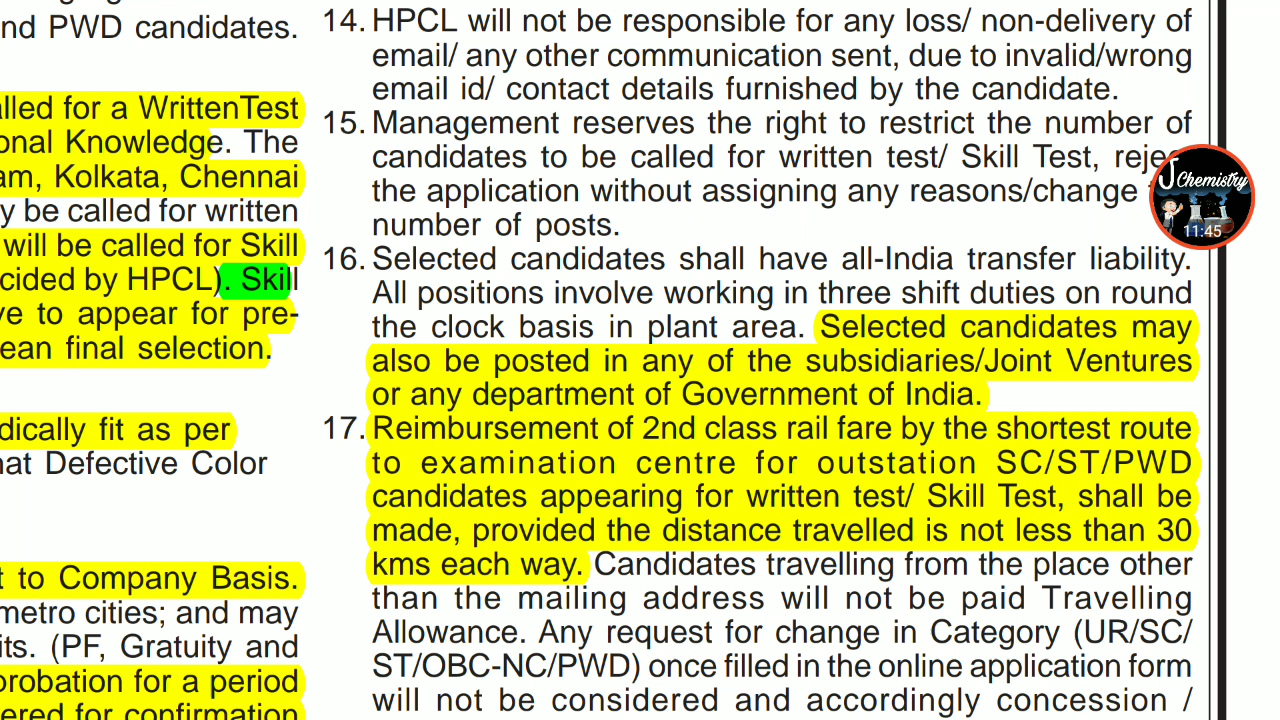 nd PWD candidates.
alled for a WrittenTest
onal Knowledge. The
am, Kolkata, Chennai
y be called for written
will be called for Skill
cided by HPCL). Skill
ve to appear for pre-
ean final selection.
dically fit as per
hat Defective Color
t to Company Basis.
metro cities; and may
its. (PF, Gratuity and
probation for a period
ered for confirmation
14. HPCL will not be responsible for any loss/ non-delivery of
email/ any other communication sent, due to invalid/wrong
email id/ contact details furnished by the candidate.
15. Management reserves the right to restrict the number of
candidates to be called for written test/ Skill Test, rejec
the application without assigning any reasons/change
number of posts.
16. Selected candidates shall have all-India transfer liability.
All positions involve working in three shift duties on round
the clock basis in plant area. Selected candidates may
also be posted in any of the subsidiaries/Joint Ventures
or any department of Government of India.
17. Reimbursement of 2nd class rail fare by the shortest route
to examination centre for outstation SC/ST/PWD
candidates appearing for written test/ Skill Test, shall be
made, provided the distance travelled is not less than 30
kms each way. Candidates travelling from the place other
than the mailing address will not be paid Travelling
Allowance. Any request for change in Category (UR/SC/
ST/OBC-NC/PWD) once filled in the online application form
will not be considered and accordingly concession /
J Chemistry
11:45